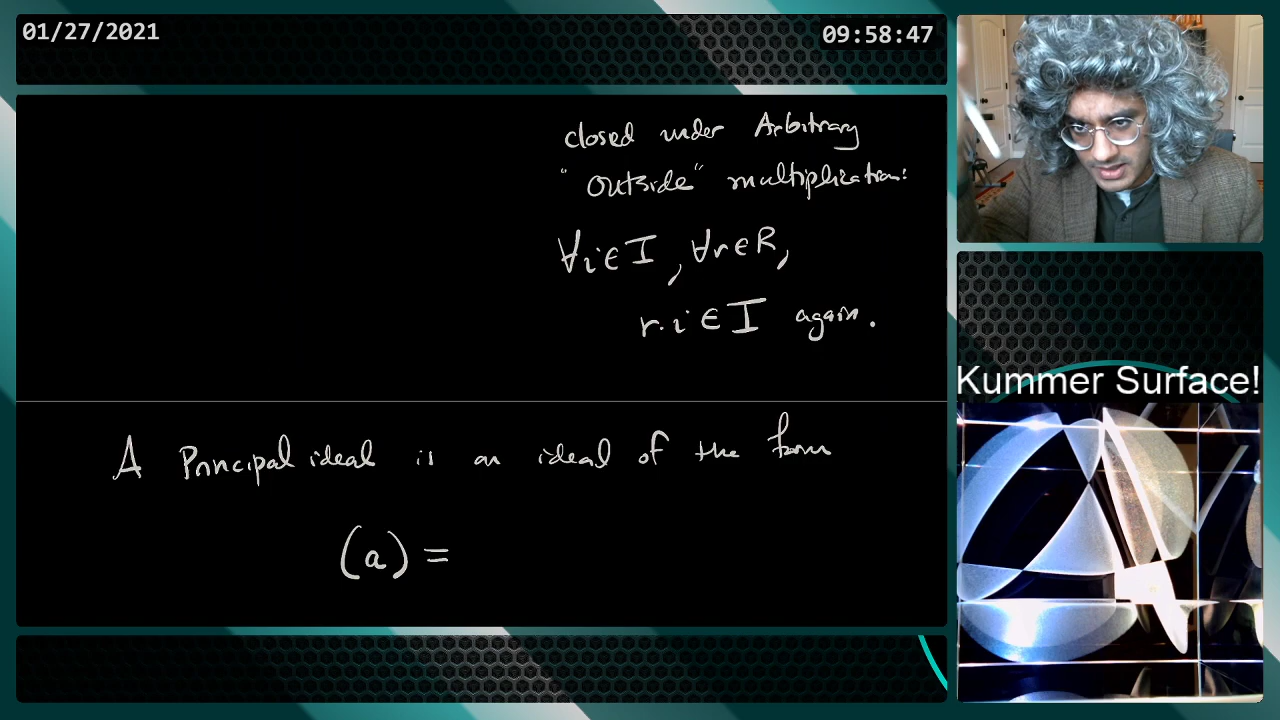 01/27/2021
09:58:47
closed under Arbitrary
"outside" multiplication:
∀i∈I, ∀r∈R,
r·i∈I again.
A Principal ideal is an ideal of the form
(a) =
Kummer Surface!